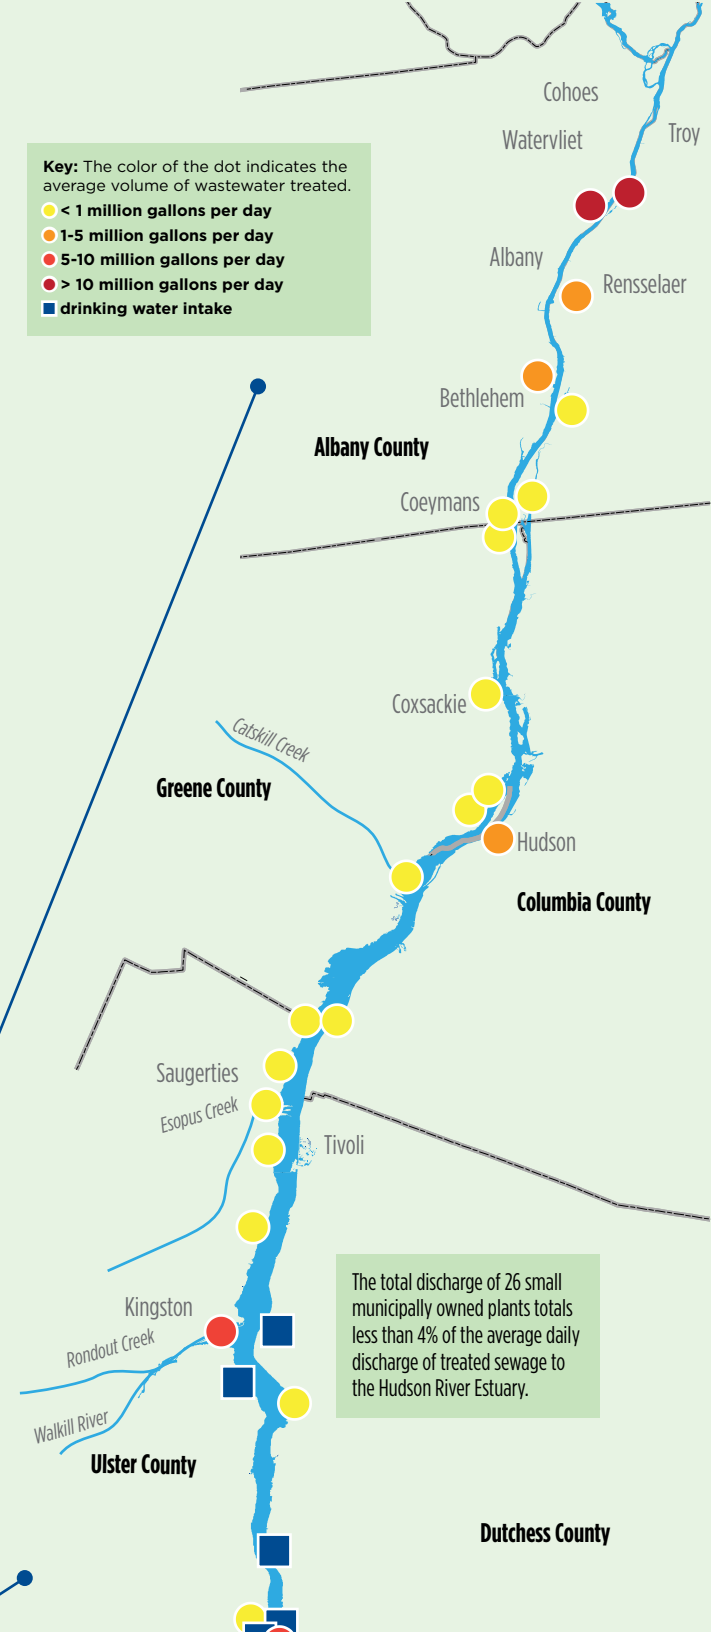 Cohoes
Watervliet
Troy
Key: The color of the dot indicates the
average volume of wastewater treated.
< 1 million gallons per day
1-5 million gallons per day
5-10 million gallons per day
> 10 million gallons per day
drinking water intake
Albany
Rensselaer
Bethlehem
Albany County
Coeymans
Coxsackie
Catskill Creek
Greene County
Hudson
Columbia County
Saugerties
Esopus Creek
Tivoli
The total discharge of 26 small
municipally owned plants totals
less than 4% of the average daily
discharge of treated sewage to
the Hudson River Estuary.
Kingston
Rondout Creek
Walkill River
Ulster County
Dutchess County